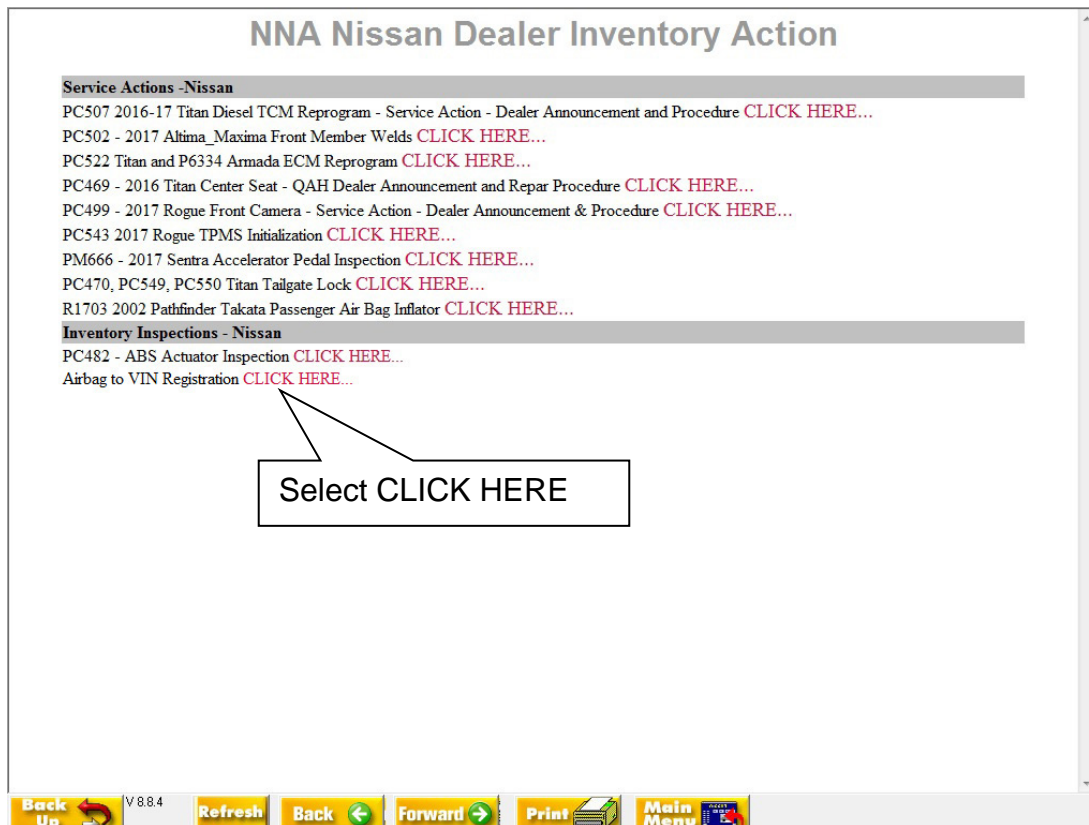 NNA Nissan Dealer Inventory Action
Service Actions -Nissan
PC507 2016-17 Titan Diesel TCM Reprogram - Service Action - Dealer Announcement and Procedure CLICK HERE...
PC502 - 2017 Altima_Maxima Front Member Welds CLICK HERE...
PC522 Titan and P6334 Armada ECM Reprogram CLICK HERE...
PC469 - 2016 Titan Center Seat - QAH Dealer Announcement and Repar Procedure CLICK HERE...
PC499 - 2017 Rogue Front Camera - Service Action - Dealer Announcement & Procedure CLICK HERE...
PC543 2017 Rogue TPMS Initialization CLICK HERE...
PM666 - 2017 Sentra Accelerator Pedal Inspection CLICK HERE...
PC470, PC549, PC550 Titan Tailgate Lock CLICK HERE...
R1703 2002 Pathfinder Takata Passenger Air Bag Inflator CLICK HERE...
Inventory Inspections - Nissan
PC482 - ABS Actuator Inspection CLICK HERE...
Airbag to VIN Registration CLICK HERE...
Select CLICK HERE
Back Up V 8.8.4 Refresh Back Forward Print Main Menu